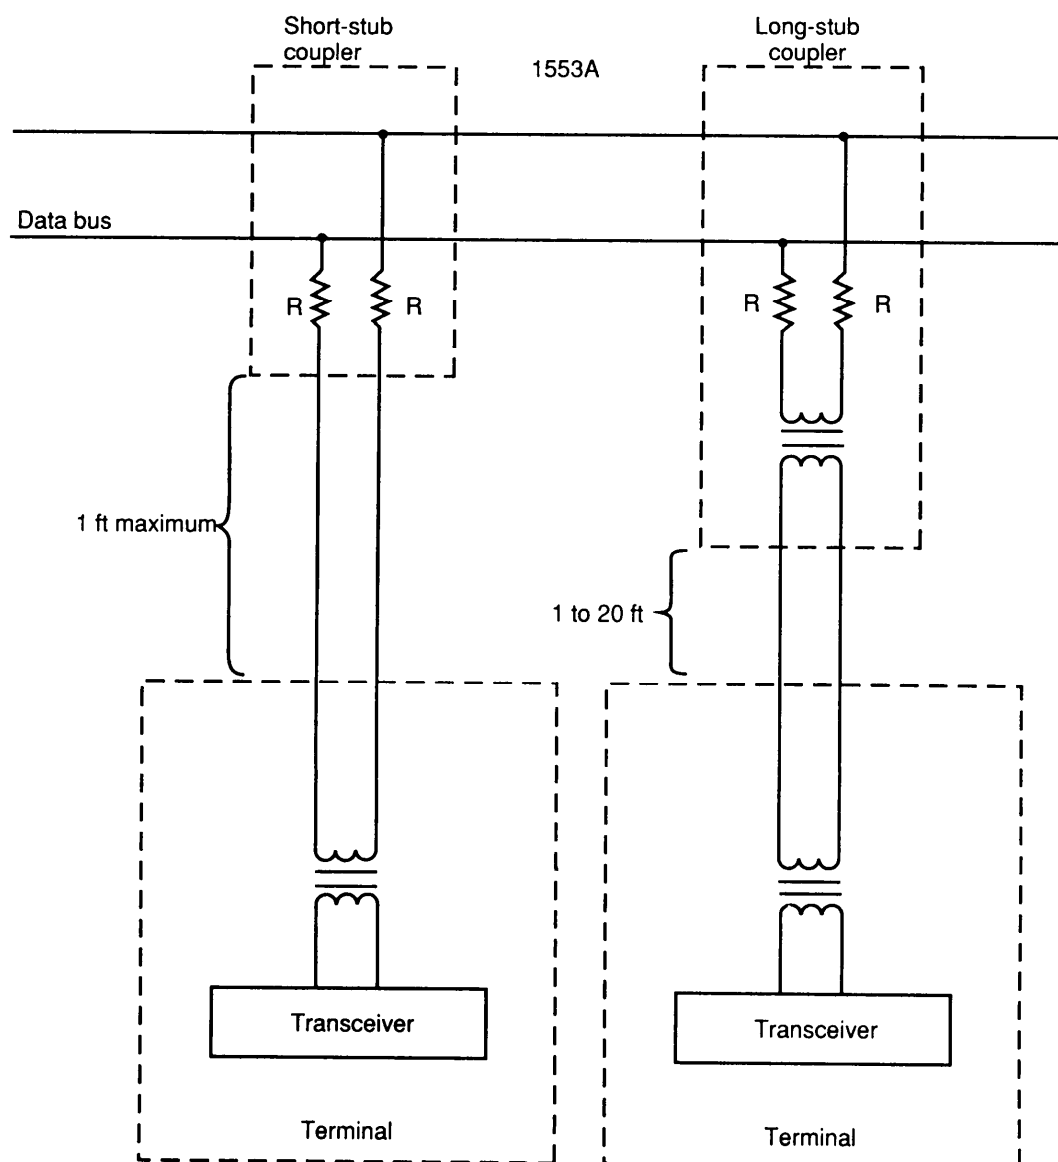 Short-stub
coupler
Long-stub
coupler
1553A
Data bus
R
R
R
R
1 ft maximum
1 to 20 ft
Transceiver
Transceiver
Terminal
Terminal